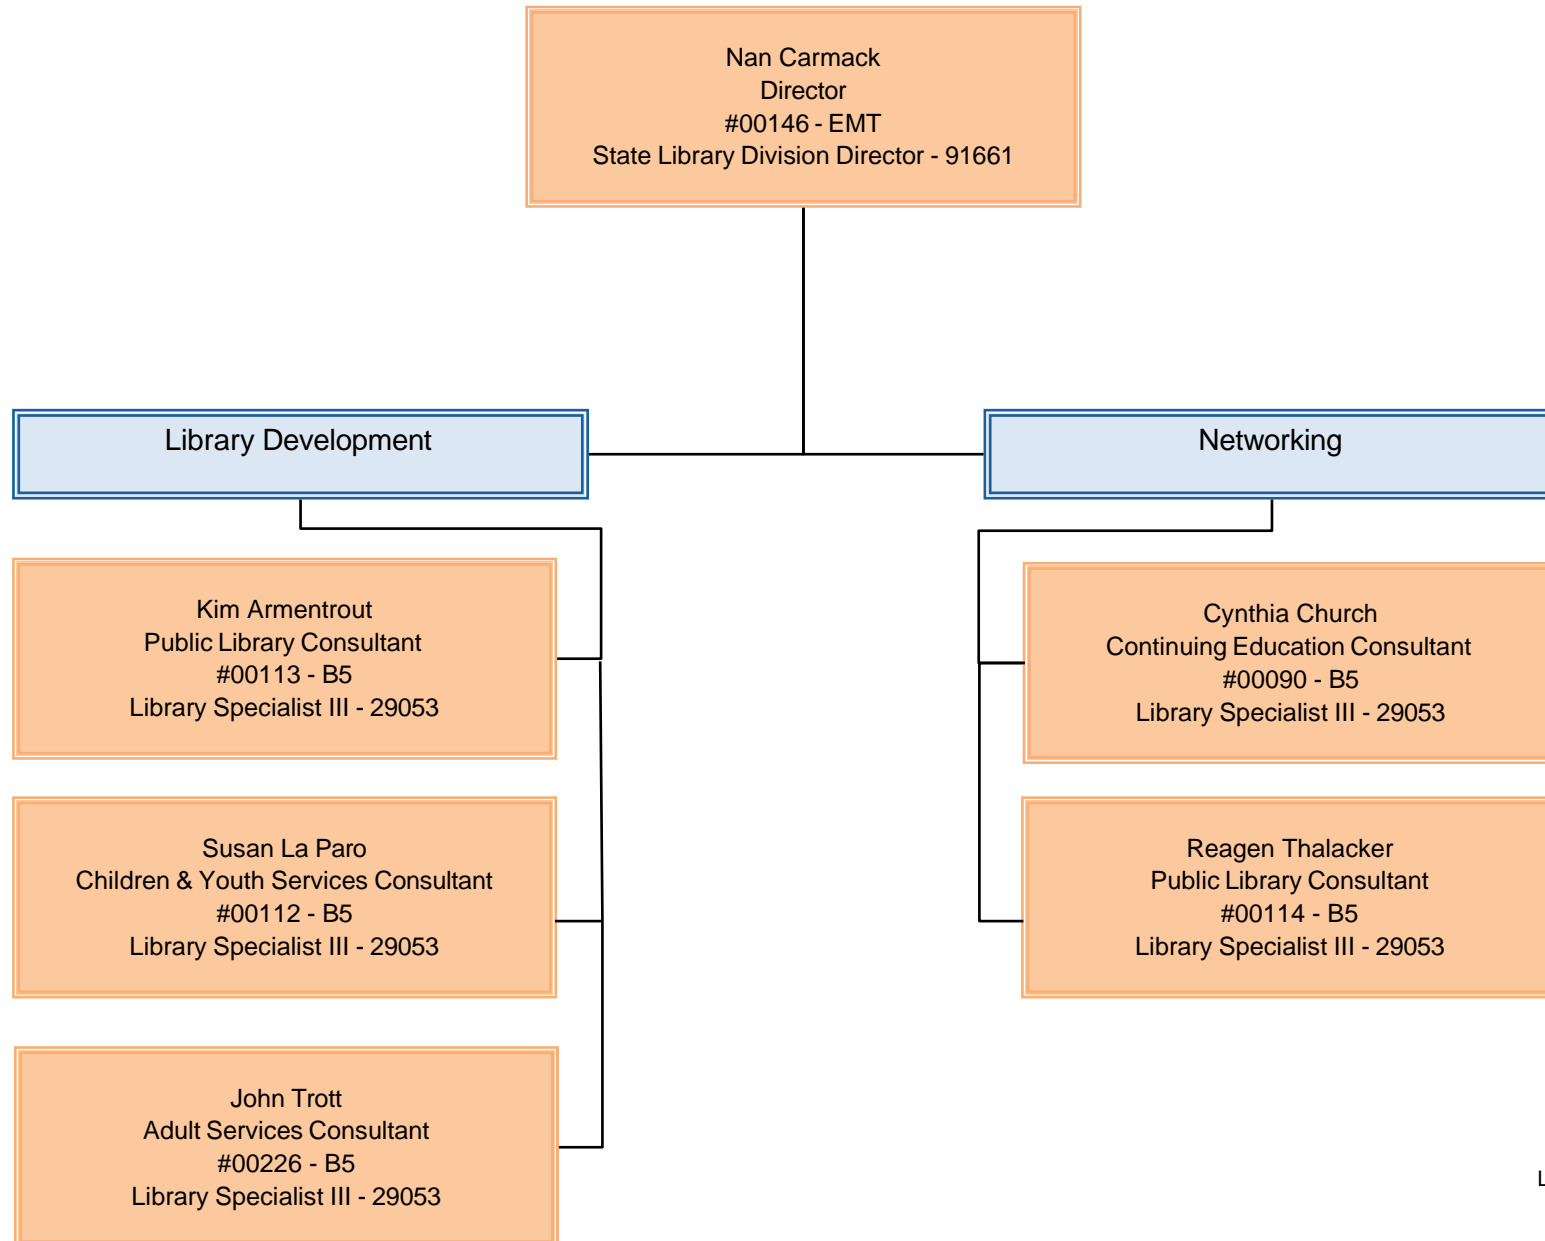 Nan Carmack
Director
#00146 - EMT
State Library Division Director - 91661
Library Development
Networking
Kim Armentrout
Public Library Consultant
#00113 - B5
Library Specialist III - 29053
Cynthia Church
Continuing Education Consultant
#00090 - B5
Library Specialist III - 29053
Susan La Paro
Children & Youth Services Consultant
#00112 - B5
Library Specialist III - 29053
Reagen Thalacker
Public Library Consultant
#00114 - B5
Library Specialist III - 29053
John Trott
Adult Services Consultant
#00226 - B5
Library Specialist III - 29053